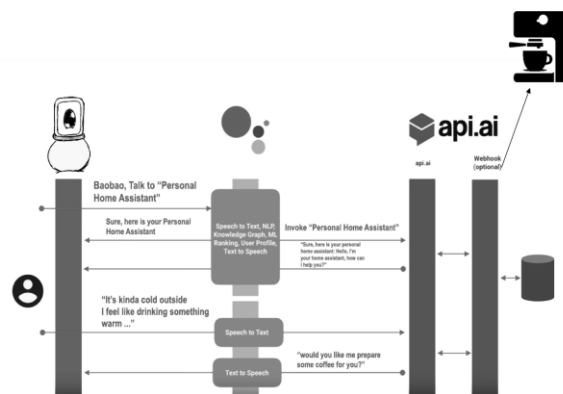 api.ai
api.ai
Webhook
(optional)
Baobao, Talk to “Personal
Home Assistant”
Sure, here is your Personal
Home Assistant
Speech to Text, NLP,
Knowledge Graph, ML
Ranking, User Profile,
Text to Speech
Invoke “Personal Home Assistant”
“Sure, here is your personal
home assistant: Hello, I'm
your home assistant, how can
I help you?”
“It's kinda cold outside
I feel like drinking something
warm ...”
Speech to Text
“would you like me prepare
some coffee for you?”
Text to Speech